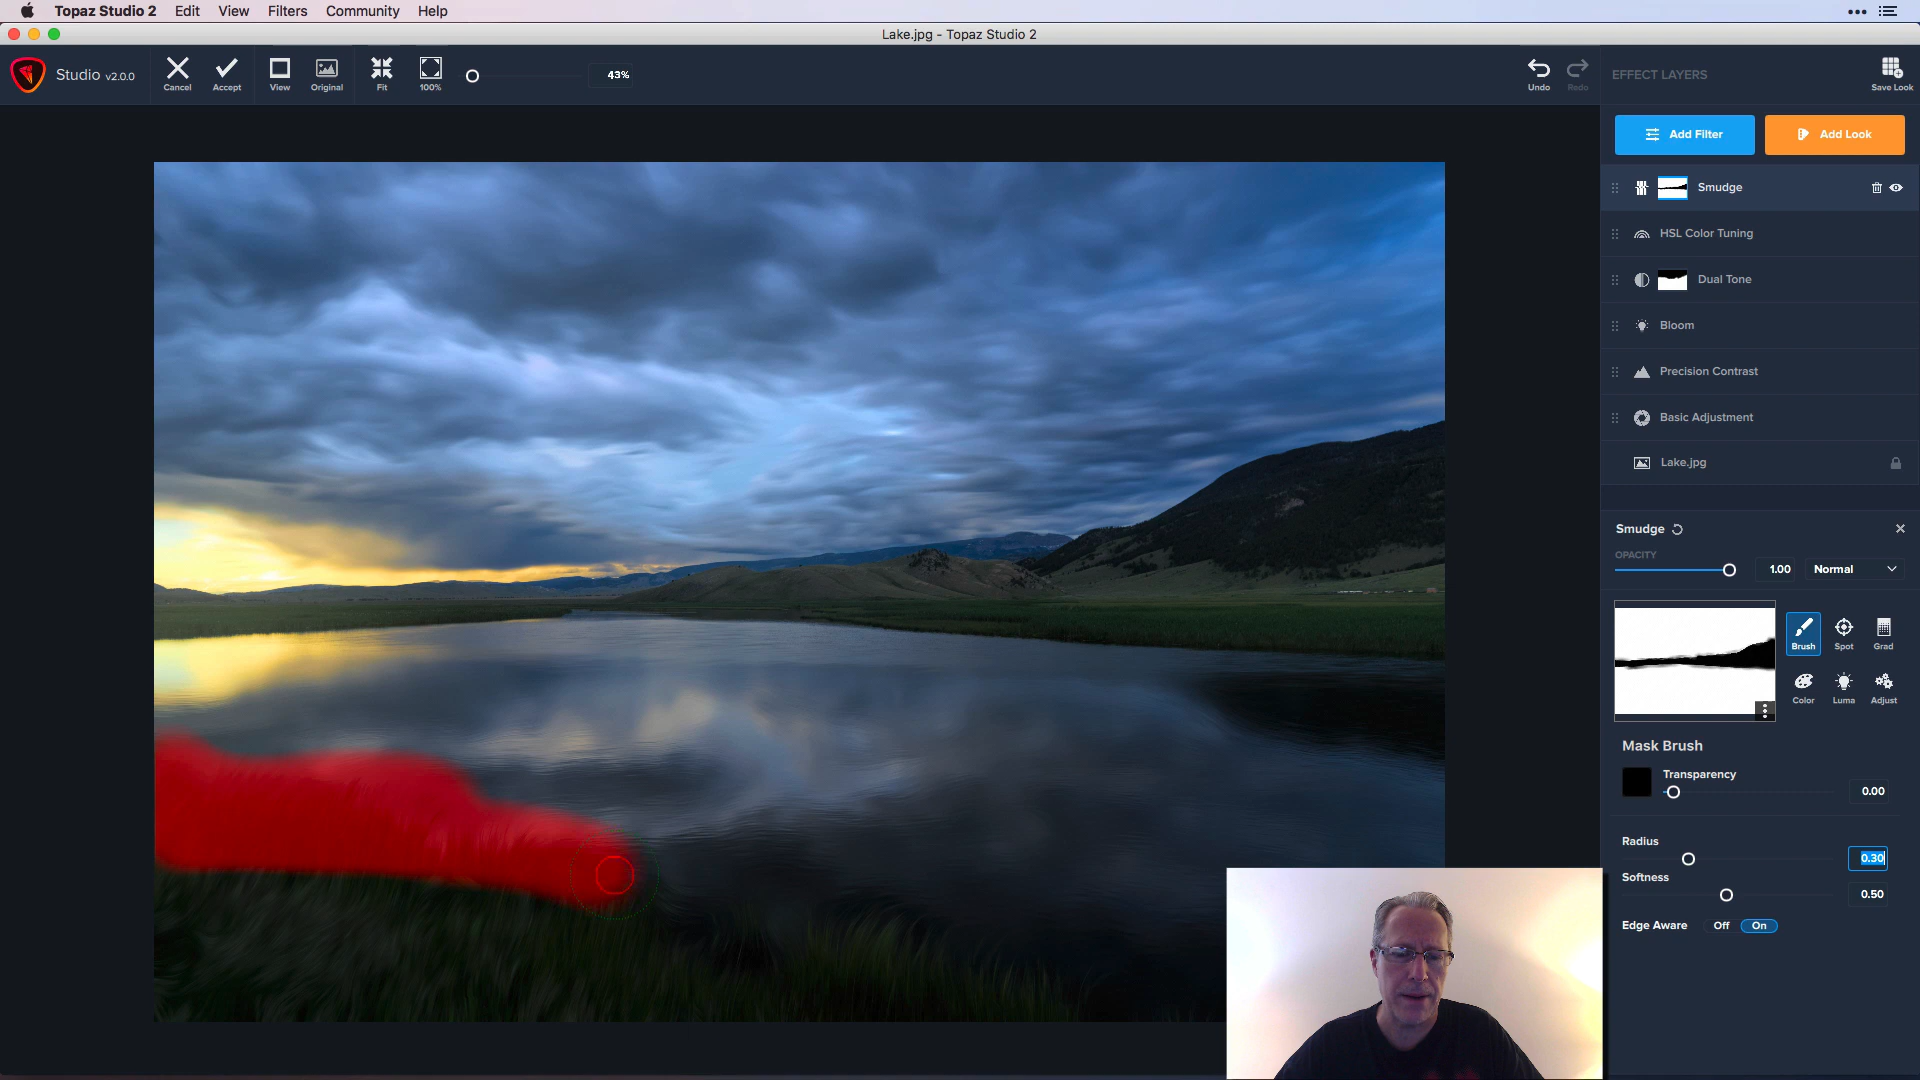 Topaz Studio 2 Edit View Filters Community Help
Lake.jpg - Topaz Studio 2
Studio v2.0.0
Cancel
Accept
View
Original
Fit
100%
43%
Undo
Redo
EFFECT LAYERS
Save Look
Add Filter
Add Look
Smudge
HSL Color Tuning
Dual Tone
Bloom
Precision Contrast
Basic Adjustment
Lake.jpg
Smudge
OPACITY
1.00
Normal
Brush
Spot
Grad
Color
Luma
Adjust
Mask Brush
Transparency
0.00
Radius
0.30
Softness
0.50
Edge Aware Off On